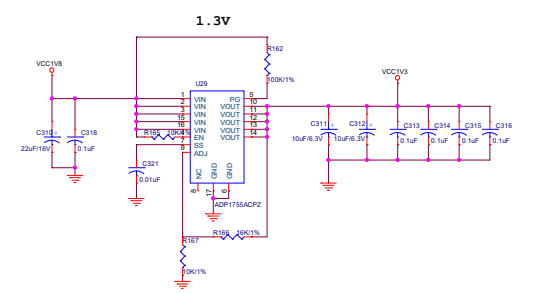 1.3V
R162
VCC1V8
VCC1V3
100K/1%
U29
1 VIN PG 5
2 VIN VOUT 10
3 VIN VOUT 11
15 VIN VOUT 12
16 VIN VOUT 13
EN VOUT 14
R165 20K/1%
7 SS
9 ADJ
C310
22uF/16V
C318
0.1uF
C321
0.01uF
NC
GND
GND
8
17
6
ADP1755ACPZ
C311
10uF/6.3V
C312
10uF/6.3V
C313
0.1uF
C314
0.1uF
C315
0.1uF
C316
0.1uF
R166 16K/1%
R167
10K/1%